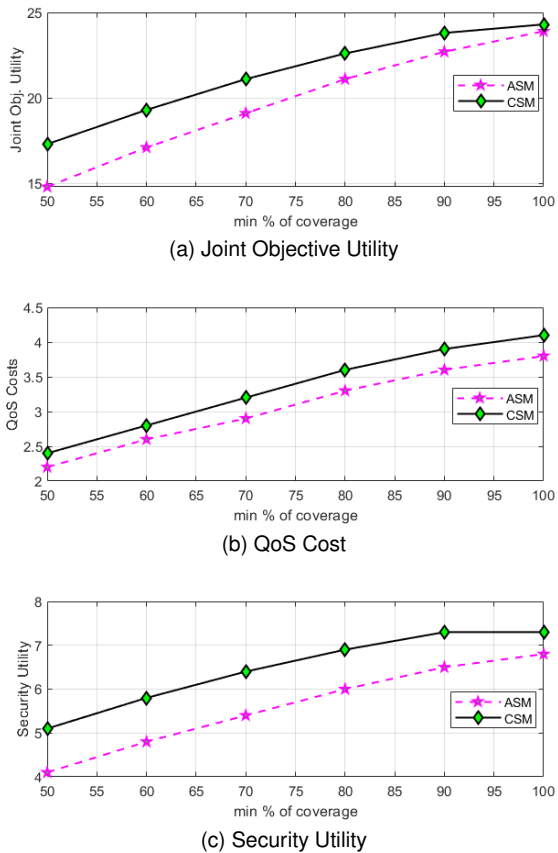 25
20
15
Joint Obj. Utility
ASM
CSM
50 55 60 65 70 75 80 85 90 95 100
min % of coverage
(a) Joint Objective Utility
4.5
4
3.5
3
2.5
2
QoS Costs
ASM
CSM
50 55 60 65 70 75 80 85 90 95 100
min % of coverage
(b) QoS Cost
8
7
6
5
4
Security Utility
ASM
CSM
50 55 60 65 70 75 80 85 90 95 100
min % of coverage
(c) Security Utility